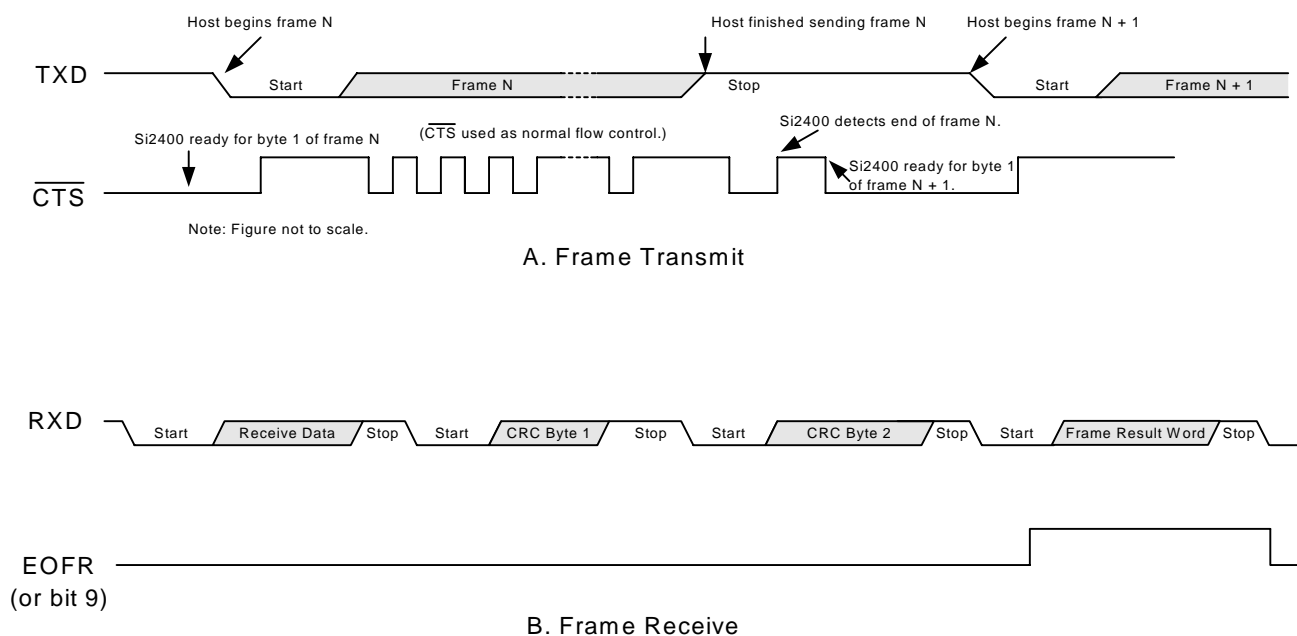 Host begins frame N
Host finished sending frame N
Host begins frame N + 1
TXD
Start
Frame N
Stop
Start
Frame N + 1
Si2400 ready for byte 1 of frame N
(CTS used as normal flow control.)
Si2400 detects end of frame N.
Si2400 ready for byte 1
of frame N + 1.
CTS
Note: Figure not to scale.
A. Frame Transmit
RXD
Start
Receive Data
Stop
Start
CRC Byte 1
Stop
Start
CRC Byte 2
Stop
Start
Frame Result Word
Stop
EOFR
(or bit 9)
B. Frame Receive